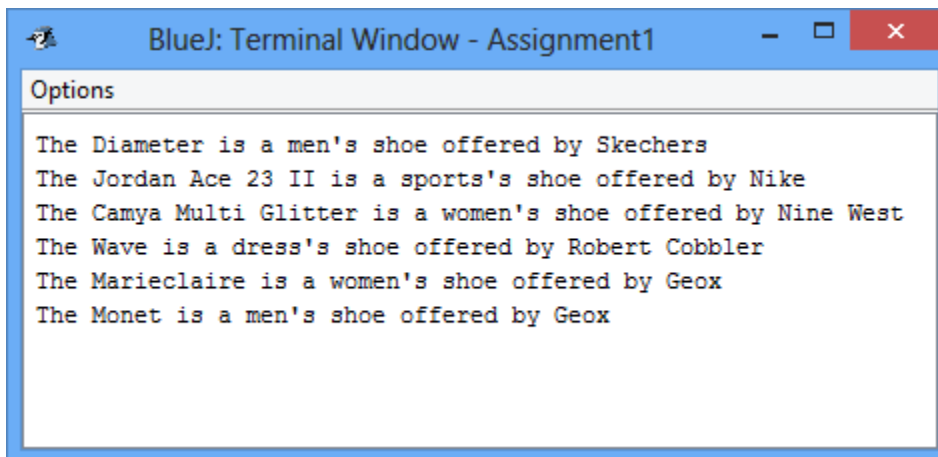 BlueJ: Terminal Window - Assignment1
Options
The Diameter is a men's shoe offered by Skechers
The Jordan Ace 23 II is a sports's shoe offered by Nike
The Camya Multi Glitter is a women's shoe offered by Nine West
The Wave is a dress's shoe offered by Robert Cobbler
The Marieclaire is a women's shoe offered by Geox
The Monet is a men's shoe offered by Geox